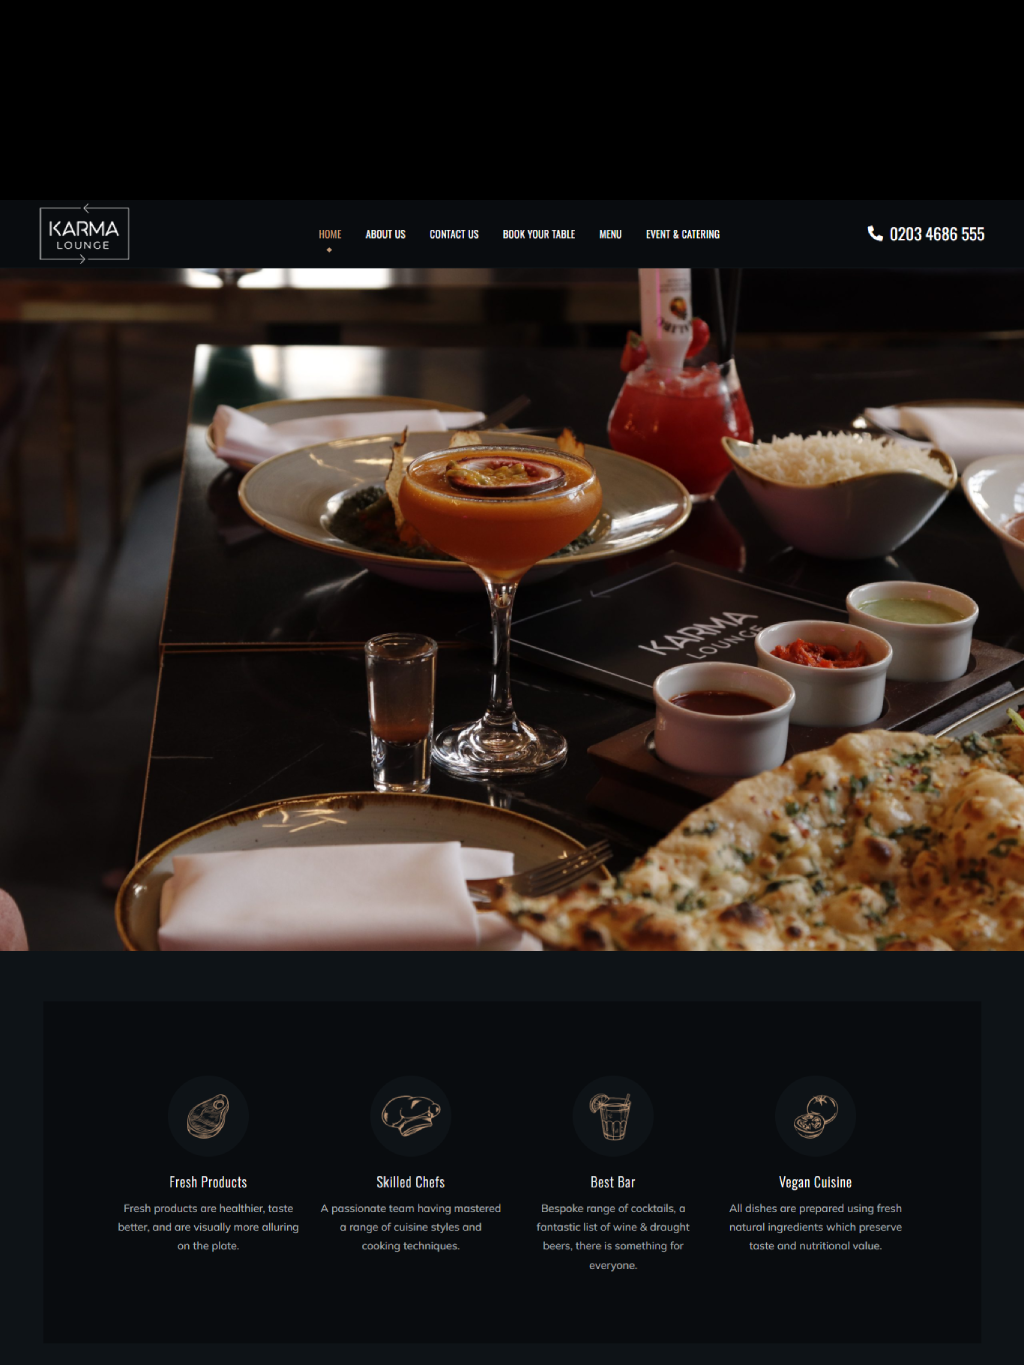 KARMA
LOUNGE
HOME
ABOUT US
CONTACT US
BOOK YOUR TABLE
MENU
EVENT & CATERING
0203 4686 555
KARMA
LOUNGE
Fresh Products
Fresh products are healthier, taste
better, and are visually more alluring
on the plate.
Skilled Chefs
A passionate team having mastered
a range of cuisine styles and
cooking techniques.
Best Bar
Bespoke range of cocktails, a
fantastic list of wine & draught
beers, there is something for
everyone.
Vegan Cuisine
All dishes are prepared using fresh
natural ingredients which preserve
taste and nutritional value.